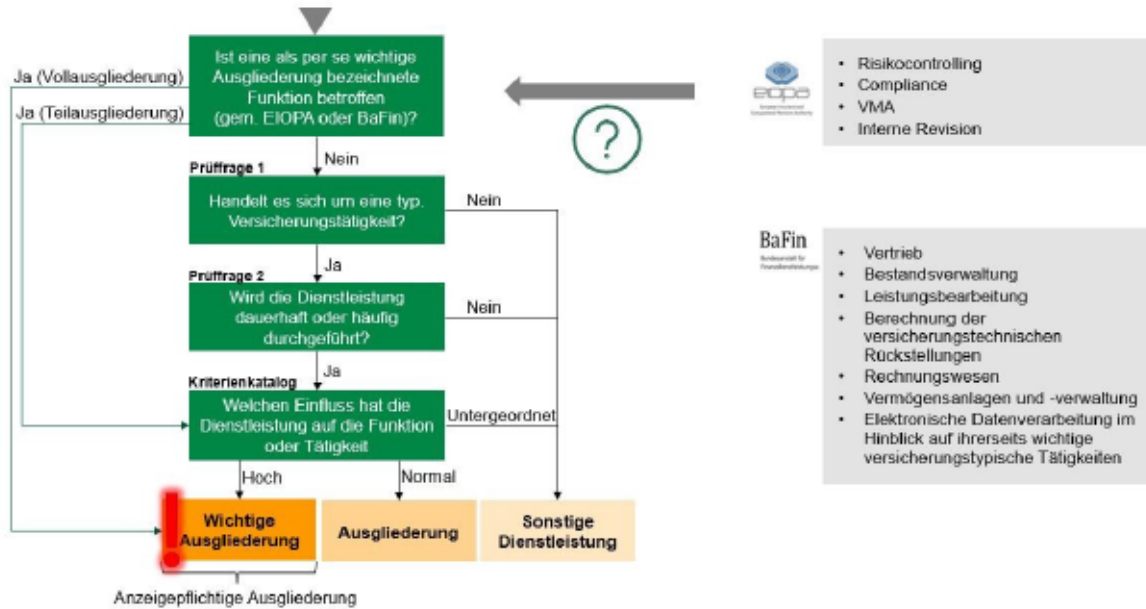 Ist eine als per se wichtige
Ausgliederung bezeichnete
Funktion betroffen
(gem. EIOPA oder BaFin)?
Ja (Vollausgliederung)
Ja (Teilausgliederung)
Nein
Prüffrage 1
Handelt es sich um eine typ.
Versicherungstätigkeit?
Nein
Ja
Prüffrage 2
Wird die Dienstleistung
dauerhaft oder häufig
durchgeführt?
Nein
Ja
Kriterienkatalog
Welchen Einfluss hat die
Dienstleistung auf die Funktion
oder Tätigkeit
Untergeordnet
Hoch
Normal
Wichtige
Ausgliederung
Ausgliederung
Sonstige
Dienstleistung
Anzeigepflichtige Ausgliederung
?
eiopa
• Risikocontrolling
• Compliance
• VMA
• Interne Revision
BaFin
Bundesanstalt für
Finanzdienstleistungs-
• Vertrieb
• Bestandsverwaltung
• Leistungsbearbeitung
• Berechnung der
versicherungstechnischen
Rückstellungen
• Rechnungswesen
• Vermögensanlagen und -verwaltung
• Elektronische Datenverarbeitung im
Hinblick auf ihrerseits wichtige
versicherungstypische Tätigkeiten